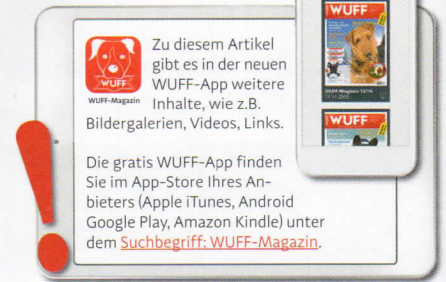 WUFF
WUFF-Magazin
Zu diesem Artikel
gibt es in der neuen
WUFF-App weitere
Inhalte, wie z.B.
Bildergalerien, Videos, Links.
Die gratis WUFF-App finden
Sie im App-Store Ihres An-
bieters (Apple iTunes, Android
Google Play, Amazon Kindle) unter
dem Suchbegriff: WUFF-Magazin.
WUFF
WUFF